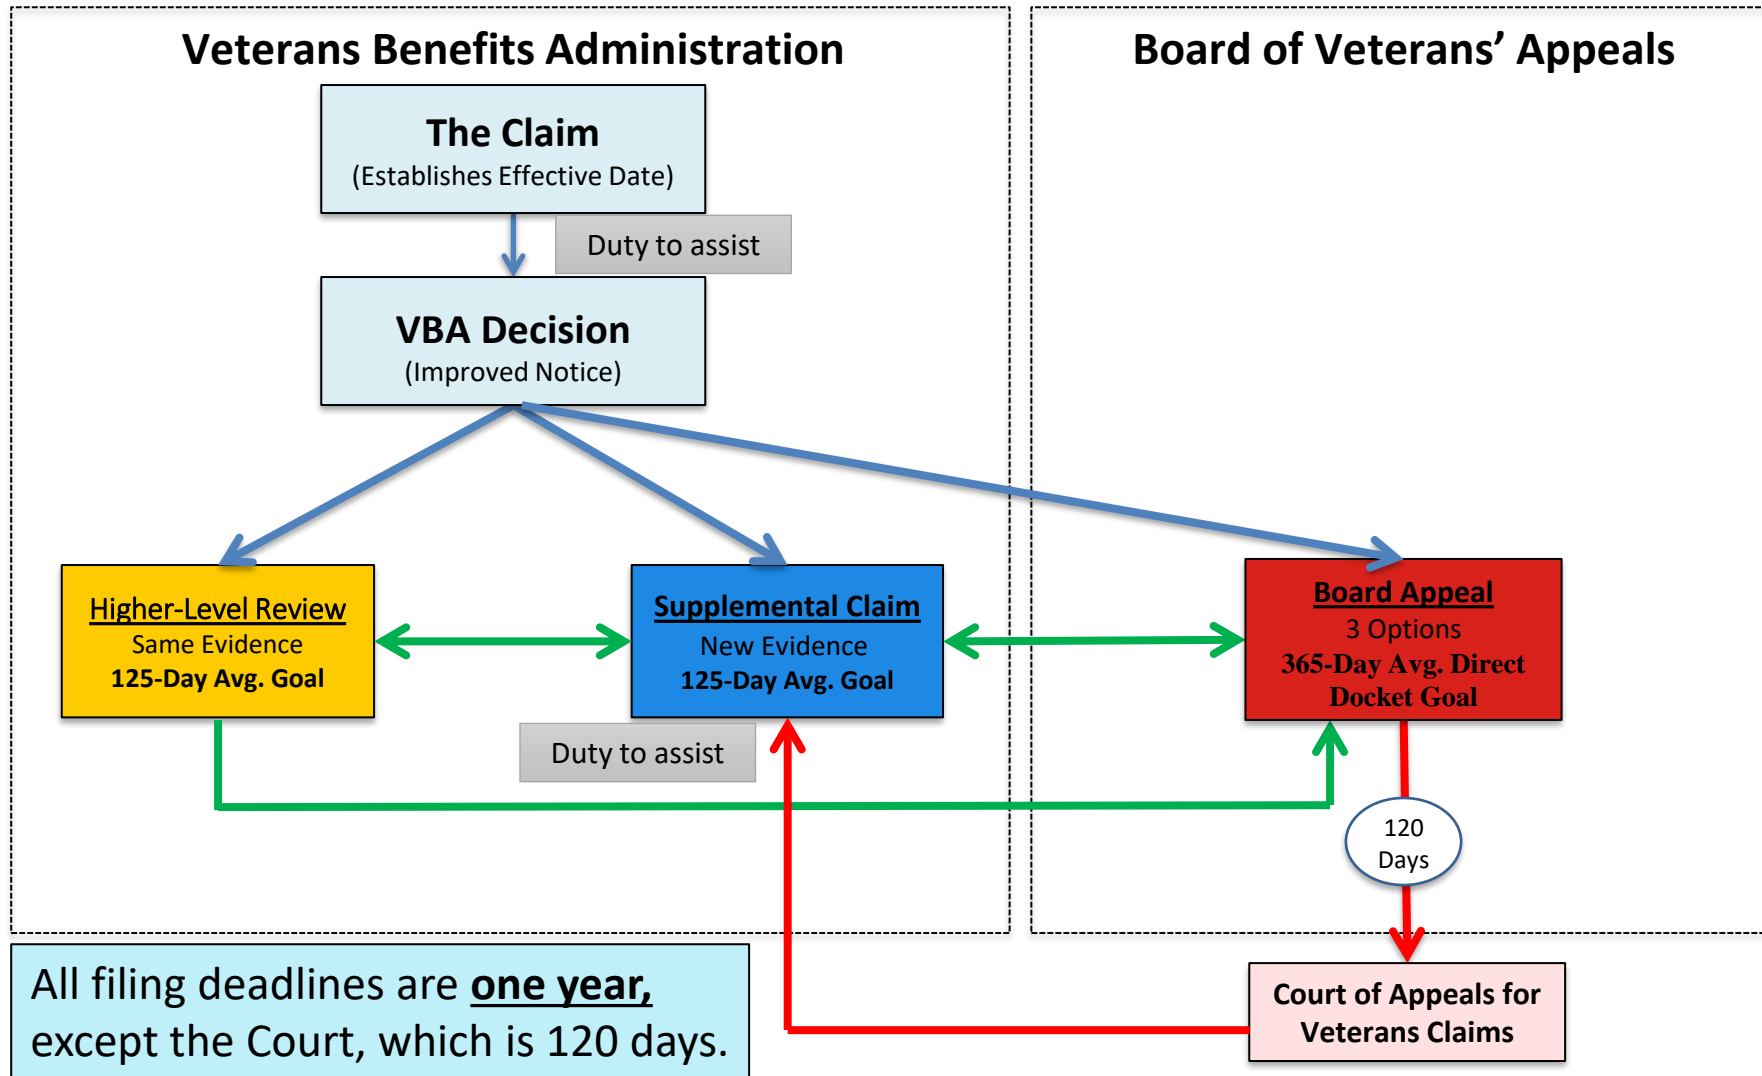 Veterans Benefits Administration
Board of Veterans’ Appeals
The Claim
(Establishes Effective Date)
Duty to assist
VBA Decision
(Improved Notice)
Higher-Level Review
Same Evidence
125-Day Avg. Goal
Supplemental Claim
New Evidence
125-Day Avg. Goal
Board Appeal
3 Options
365-Day Avg. Direct
Docket Goal
Duty to assist
120
Days
All filing deadlines are one year,
except the Court, which is 120 days.
Court of Appeals for
Veterans Claims